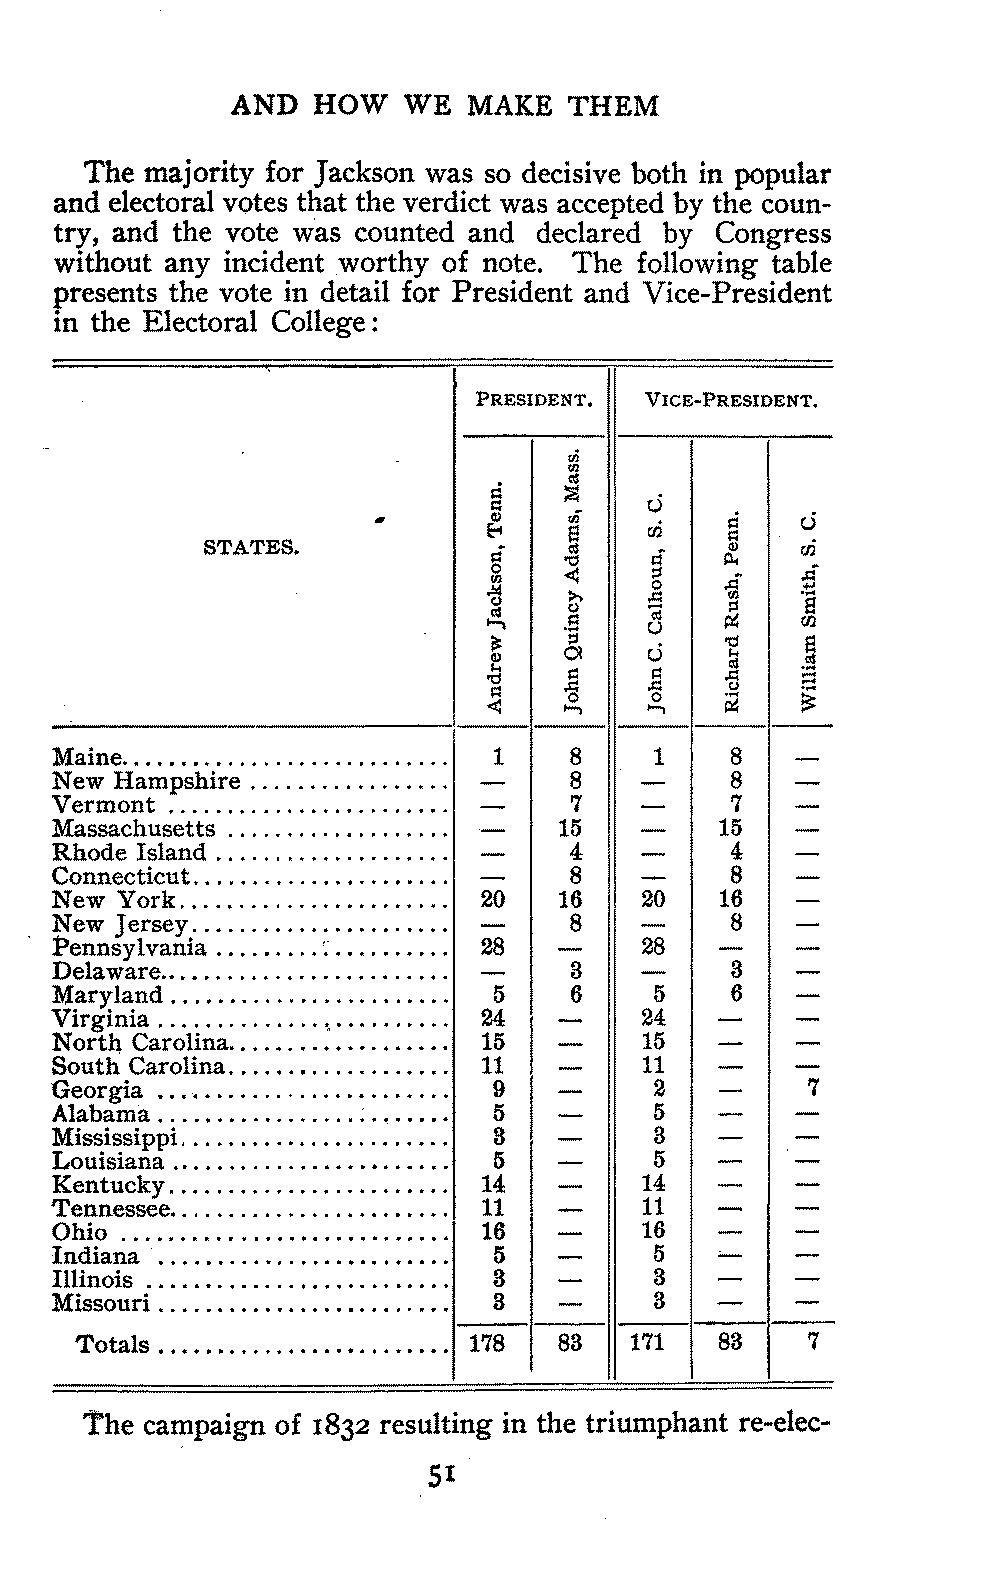 AND HOW WE MAKE THEM
The majority for Jackson was so decisive both in popular
and electoral votes that the verdict was accepted by the coun-
try, and the vote was counted and declared by Congress
without any incident worthy of note. The following table
presents the vote in detail for President and Vice-President
in the Electoral College:
STATES. PRESIDENT. VICE-PRESIDENT.
Andrew Jackson, Tenn. John Quincy Adams, Mass. John C. Calhoun, S. C. Richard Rush, Penn. William Smith, S. C.
Maine............................ 1 8 1 8 —
New Hampshire ................. — 8 — 8 —
Vermont ........................ — 7 — 7 —
Massachusetts ................... — 15 — 15 —
Rhode Island .................... — 4 — 4 —
Connecticut...................... — 8 — 8 —
New York....................... 20 16 20 16 —
New Jersey...................... — 8 — 8 —
Pennsylvania .................... 28 — 28 — —
Delaware......................... — 3 — 3 —
Maryland ........................ 5 6 5 6 —
Virginia ......................... 24 — 24 — —
North Carolina................... 15 — 15 — —
South Carolina................... 11 — 11 — —
Georgia ......................... 9 — 2 — 7
Alabama ......................... 5 — 5 — —
Mississippi....................... 3 — 3 — —
Louisiana ........................ 5 — 5 — —
Kentucky........................ 14 — 14 — —
Tennessee........................ 11 — 11 — —
Ohio ............................ 16 — 16 — —
Indiana ......................... 5 — 5 — —
Illinois .......................... 3 — 3 — —
Missouri ......................... 3 — 3 — —
Totals ......................... 178 83 171 83 7
The campaign of 1832 resulting in the triumphant re-elec-
51